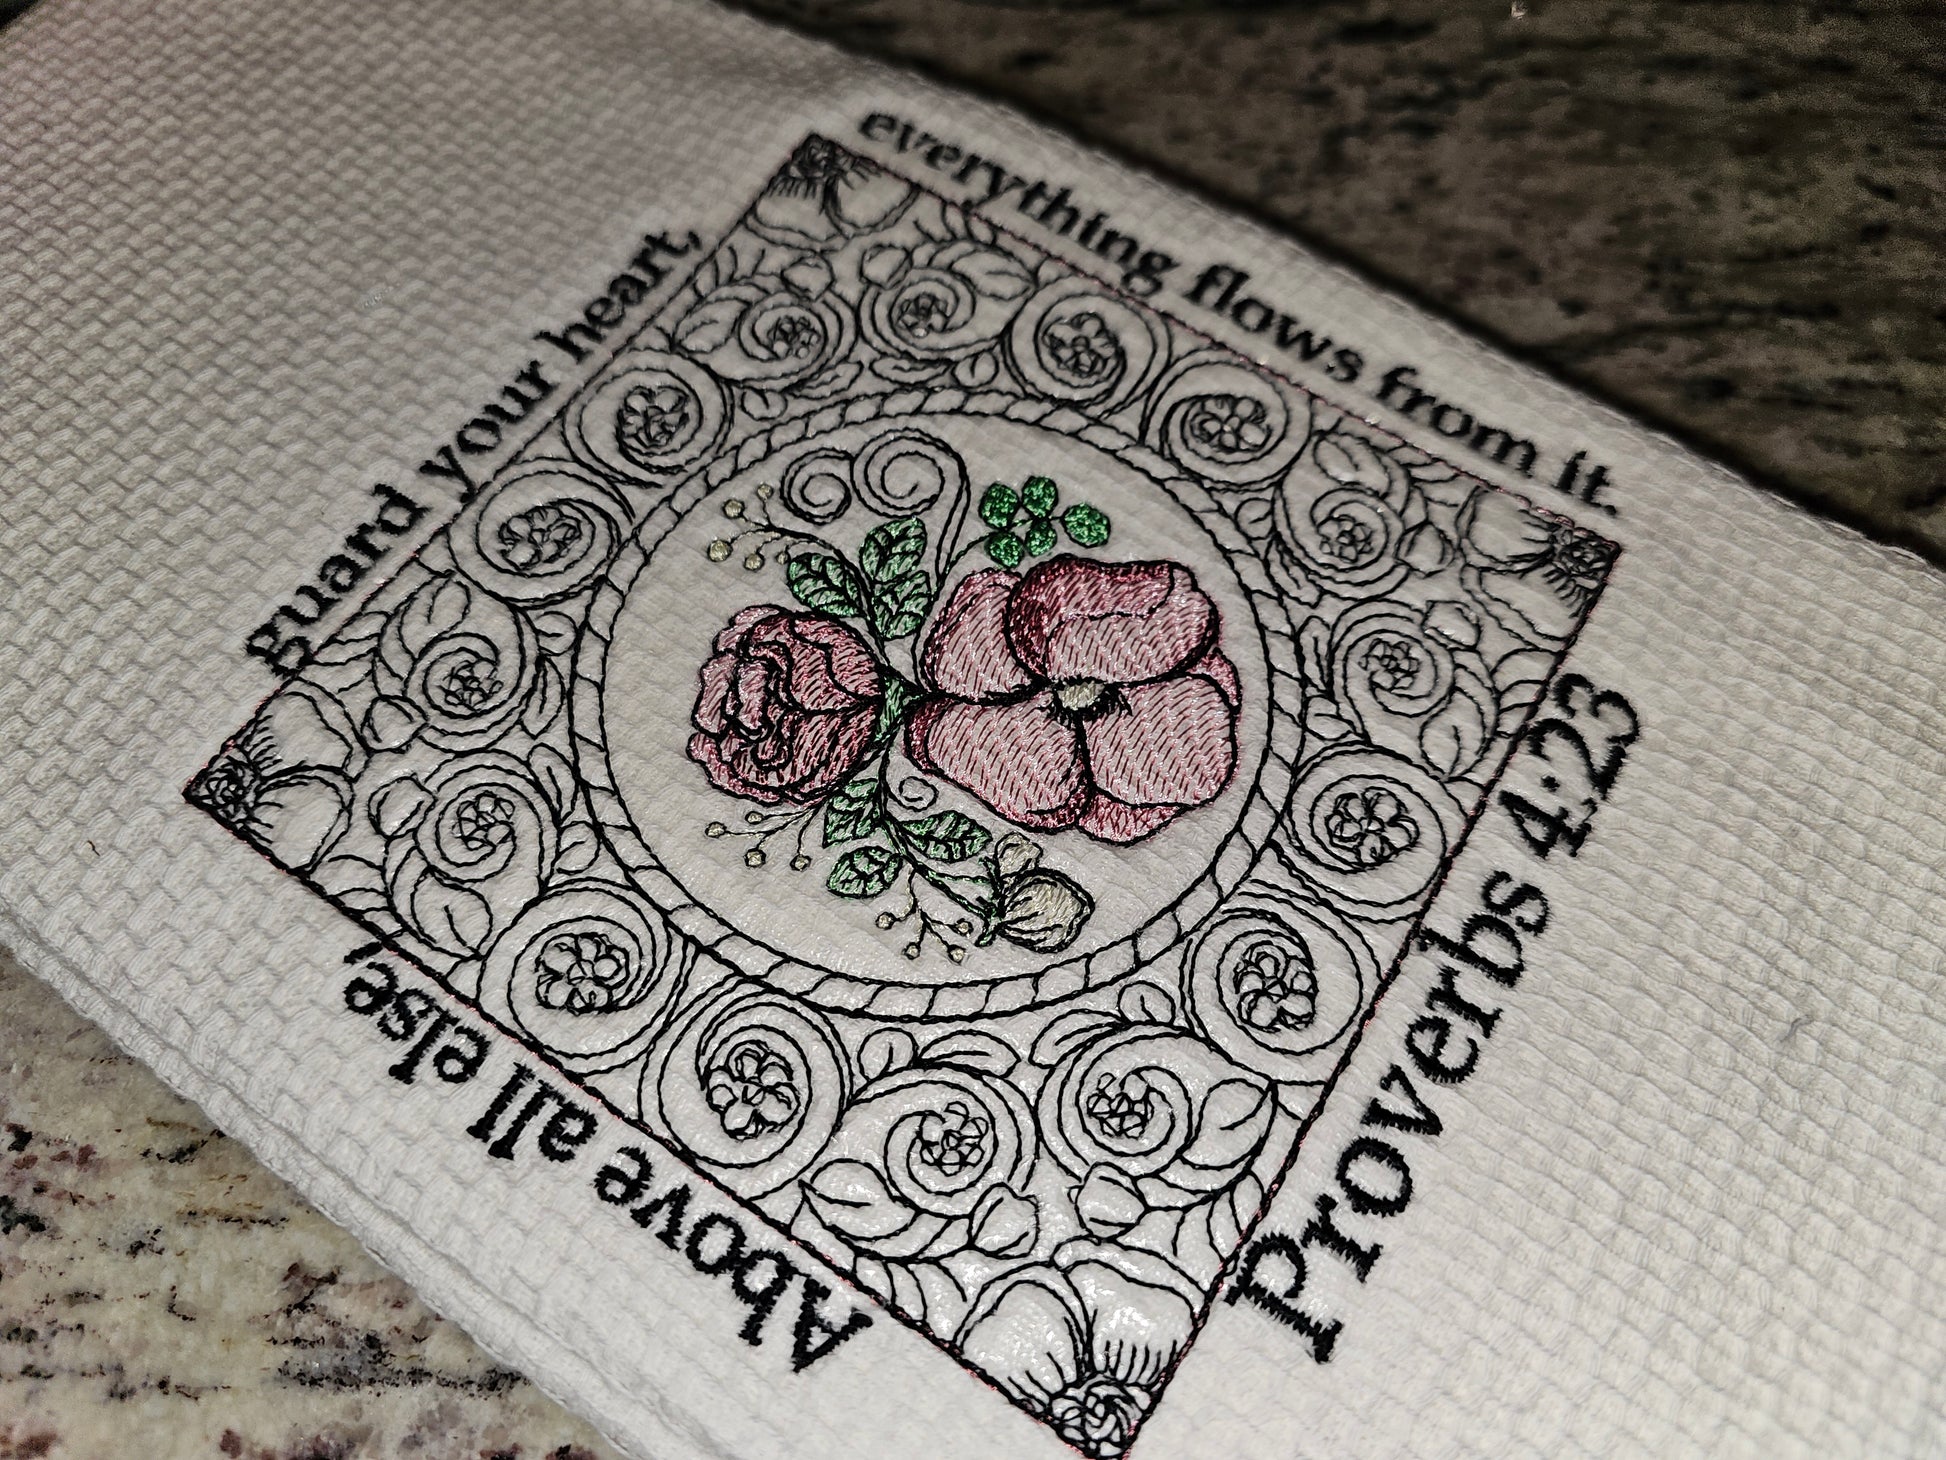 Above all else,
guard your heart,
everything flows from it.
Proverbs 4:23